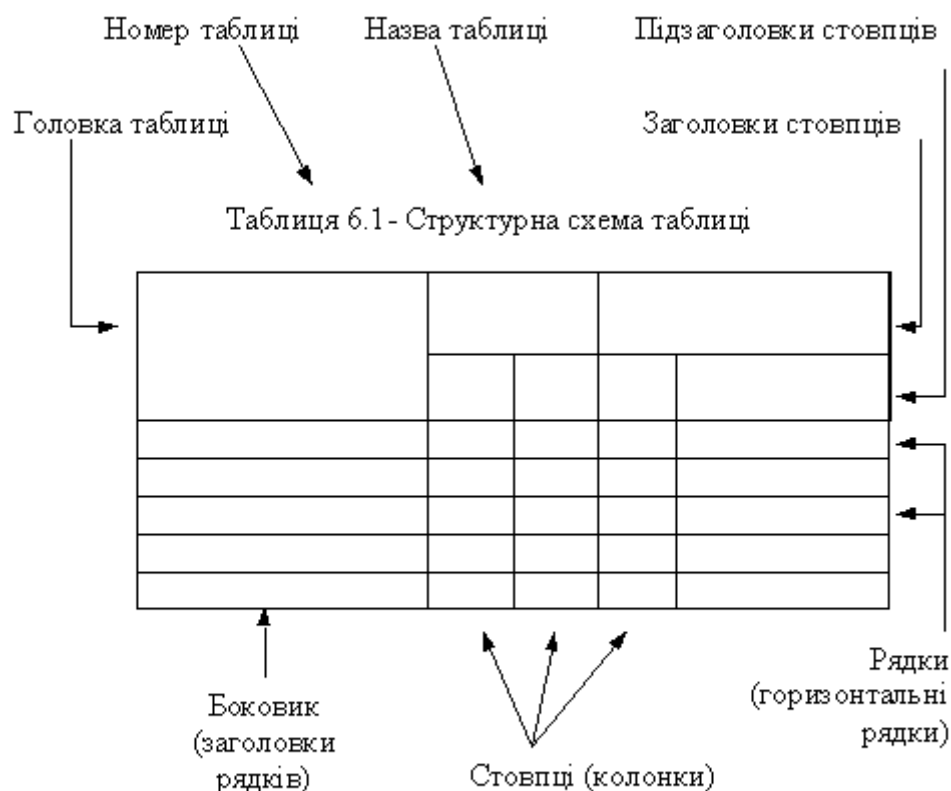 Номер таблиці
Назва таблиці
Підзаголовки стовпців
Головка таблиці
Заголовки стовпців
Таблиця 6.1- Структурна схема таблиці
Рядки
(горизонтальні
рядки)
Боковик
(заголовки
рядків)
Стовпці (колонки)